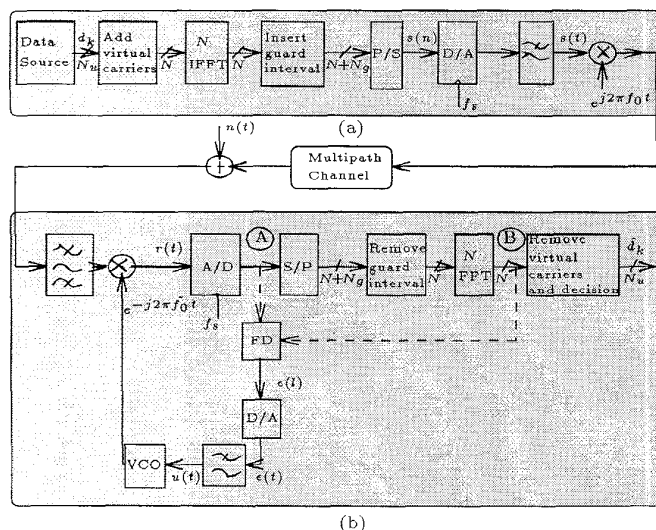 Data Source
d_k
N_u
Add virtual carriers
N
N IFFT
N
Insert guard interval
N+N_g
P/S
s(n)
D/A
f_s
s(t)
e^{j2πf_0t}
(a)
n(t)
Multipath Channel
r(t)
e^{-j2πf_0t}
A/D
f_s
A
S/P
N+N_g
Remove guard interval
N
N FFT
N
B
Remove virtual carriers and decision
d̂_k
N_u
FD
e(l)
D/A
e(t)
u(t)
VCO
(b)